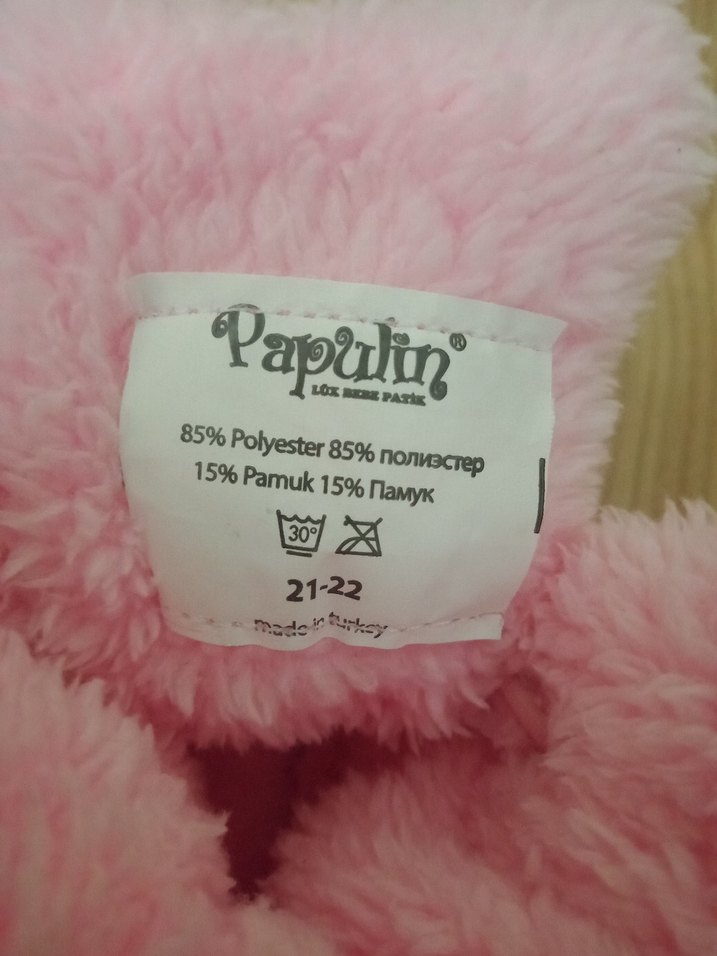 Papulin®
LÜX BEBE PATİK
85% Polyester 85% полиэстер
15% Pamuk 15% Памук
30°
21-22
made in turkey